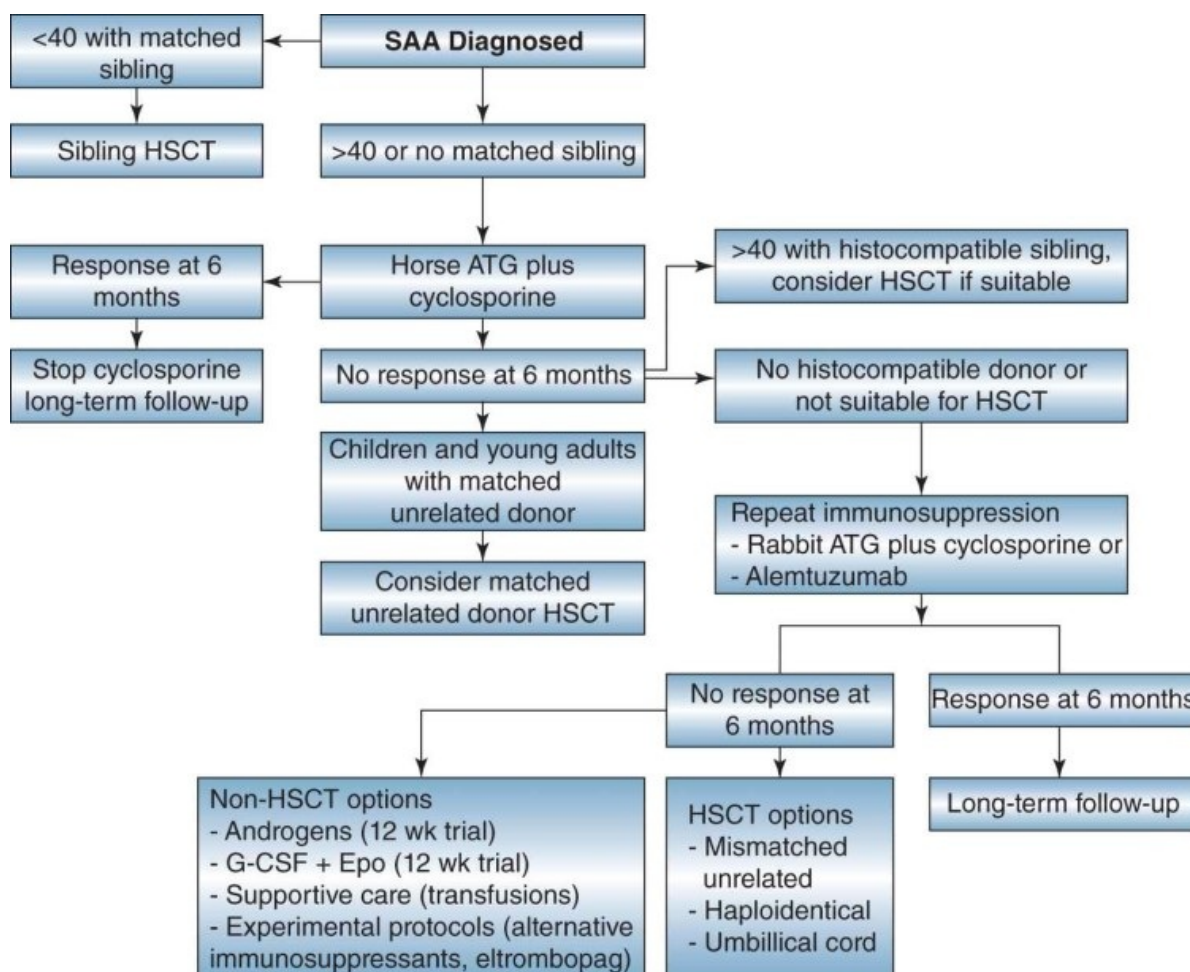 <40 with matched
sibling
SAA Diagnosed
Sibling HSCT
>40 or no matched sibling
Response at 6
months
Horse ATG plus
cyclosporine
>40 with histocompatible sibling,
consider HSCT if suitable
Stop cyclosporine
long-term follow-up
No response at 6 months
No histocompatible donor or
not suitable for HSCT
Children and young adults
with matched
unrelated donor
Consider matched
unrelated donor HSCT
Repeat immunosuppression
- Rabbit ATG plus cyclosporine or
- Alemtuzumab
No response at
6 months
Response at 6 months
Non-HSCT options
- Androgens (12 wk trial)
- G-CSF + Epo (12 wk trial)
- Supportive care (transfusions)
- Experimental protocols (alternative
immunosuppressants, eltrombopag)
HSCT options
- Mismatched
unrelated
- Haploidentical
- Umbillical cord
Long-term follow-up